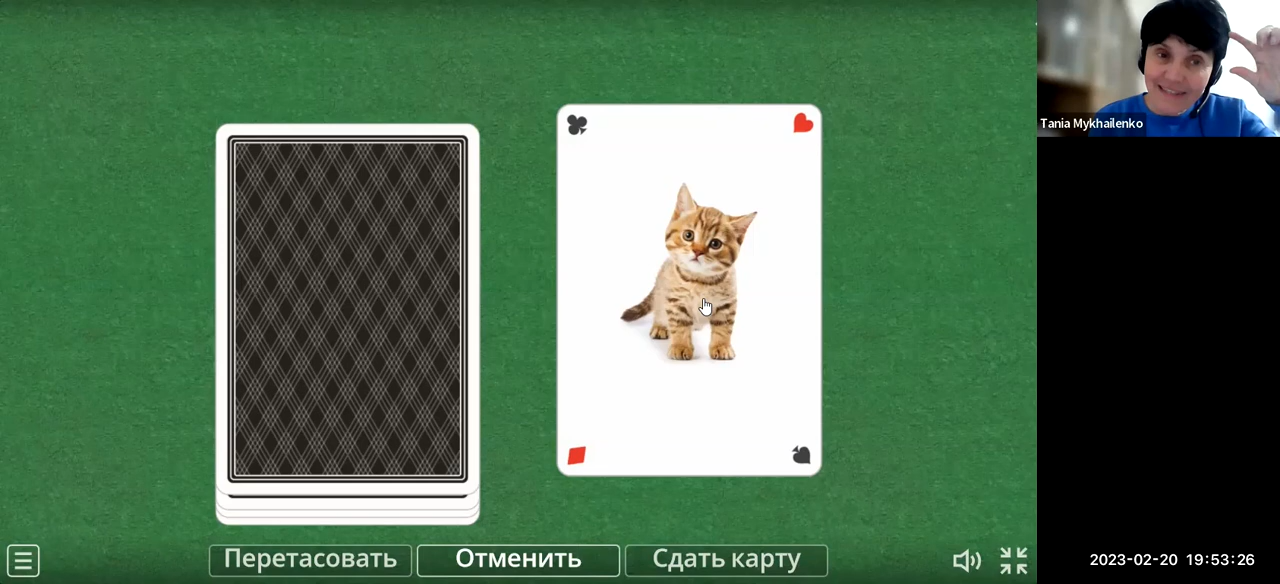 Tania Mykhailenko
Перетасовать
Отменить
Сдать карту
2023-02-20 19:53:26